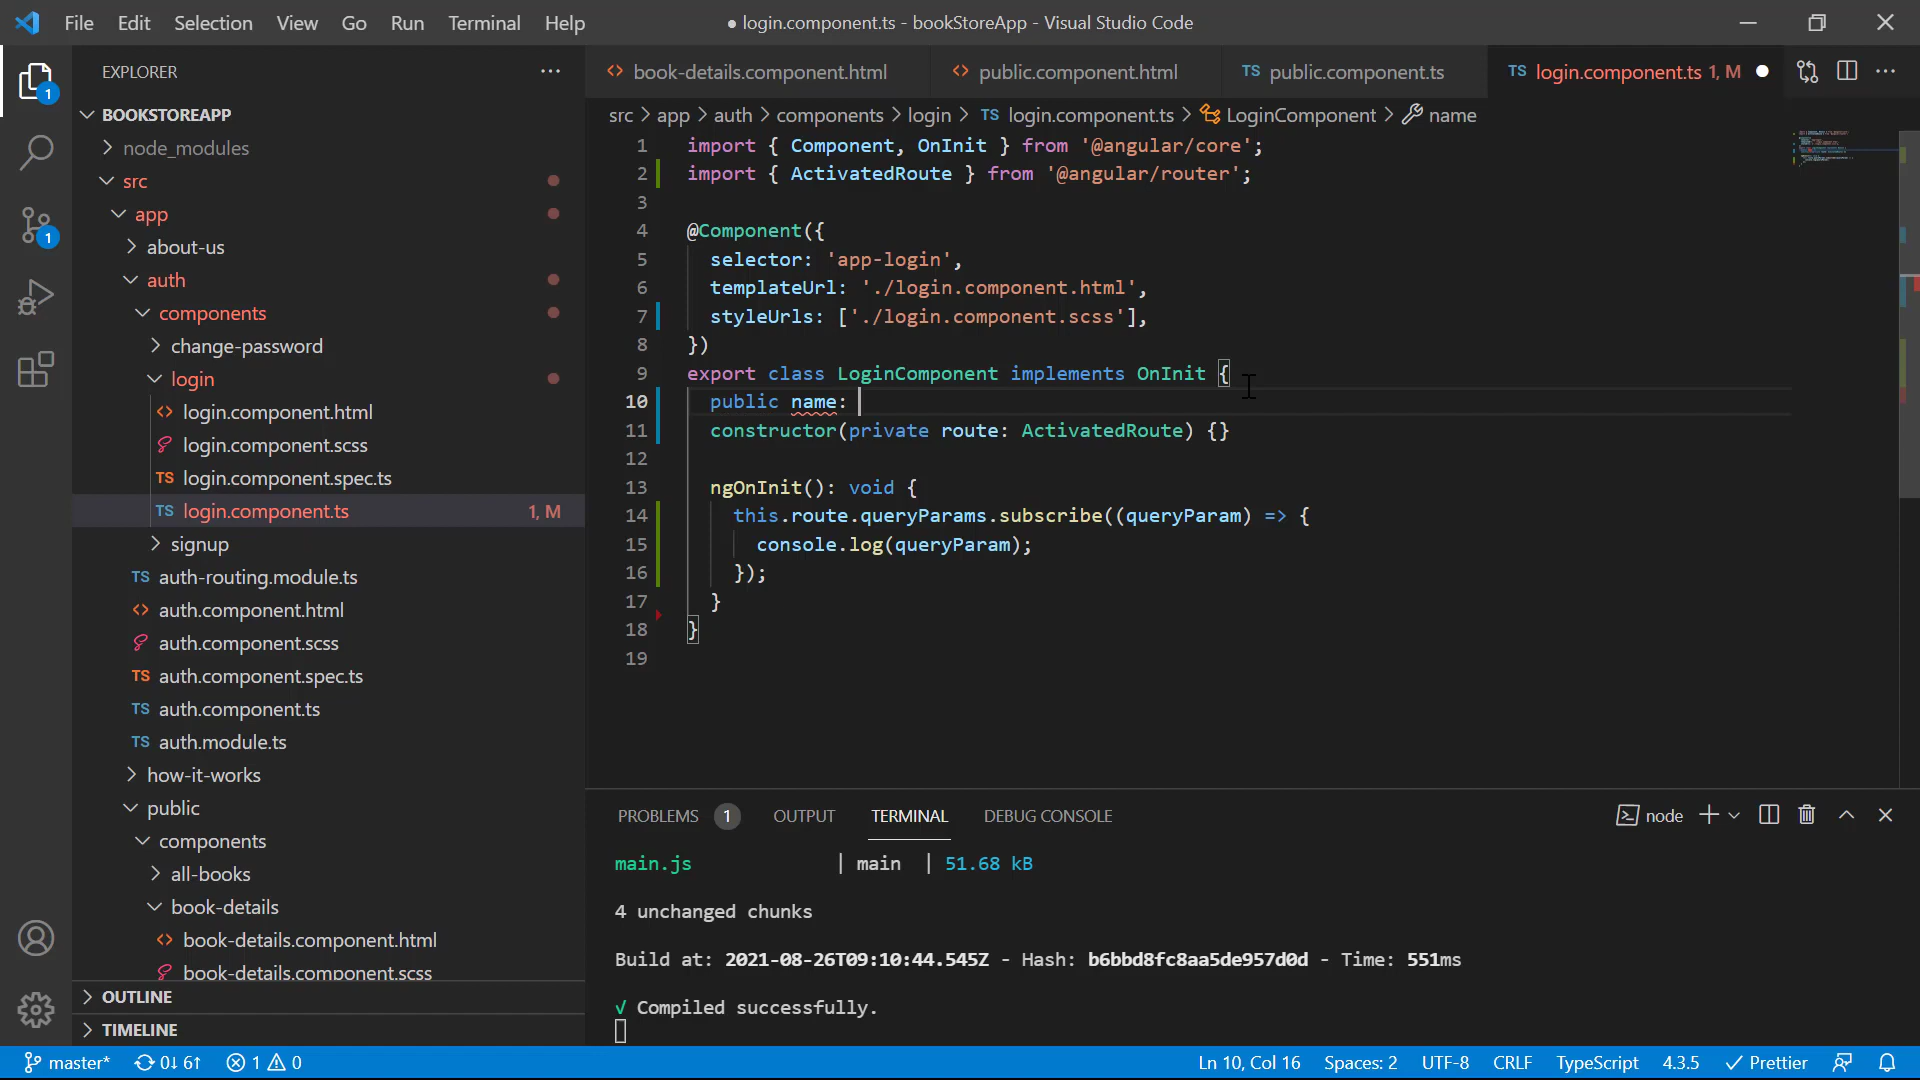 File Edit Selection View Go Run Terminal Help
● login.component.ts - bookStoreApp - Visual Studio Code
EXPLORER
BOOKSTOREAPP
node_modules
src
app
about-us
auth
components
change-password
login
login.component.html
login.component.scss
login.component.spec.ts
TS login.component.ts 1, M
signup
TS auth-routing.module.ts
auth.component.html
auth.component.scss
TS auth.component.spec.ts
TS auth.component.ts
TS auth.module.ts
how-it-works
public
components
all-books
book-details
book-details.component.html
book-details.component.scss
OUTLINE
TIMELINE
1
1
book-details.component.html public.component.html TS public.component.ts TS login.component.ts 1, M
src > app > auth > components > login > TS login.component.ts > LoginComponent > name
1 import { Component, OnInit } from '@angular/core';
2 import { ActivatedRoute } from '@angular/router';
3
4 @Component({
5 selector: 'app-login',
6 templateUrl: './login.component.html',
7 styleUrls: ['./login.component.scss'],
8 })
9 export class LoginComponent implements OnInit {
10 public name:
11 constructor(private route: ActivatedRoute) {}
12
13 ngOnInit(): void {
14 this.route.queryParams.subscribe((queryParam) => {
15 console.log(queryParam);
16 });
17 }
18 }
19
PROBLEMS 1 OUTPUT TERMINAL DEBUG CONSOLE node
main.js | main | 51.68 kB
4 unchanged chunks
Build at: 2021-08-26T09:10:44.545Z - Hash: b6bbd8fc8aa5de957d0d - Time: 551ms
√ Compiled successfully.
master* 0↓ 6↑ 1 0 Ln 10, Col 16 Spaces: 2 UTF-8 CRLF TypeScript 4.3.5 Prettier